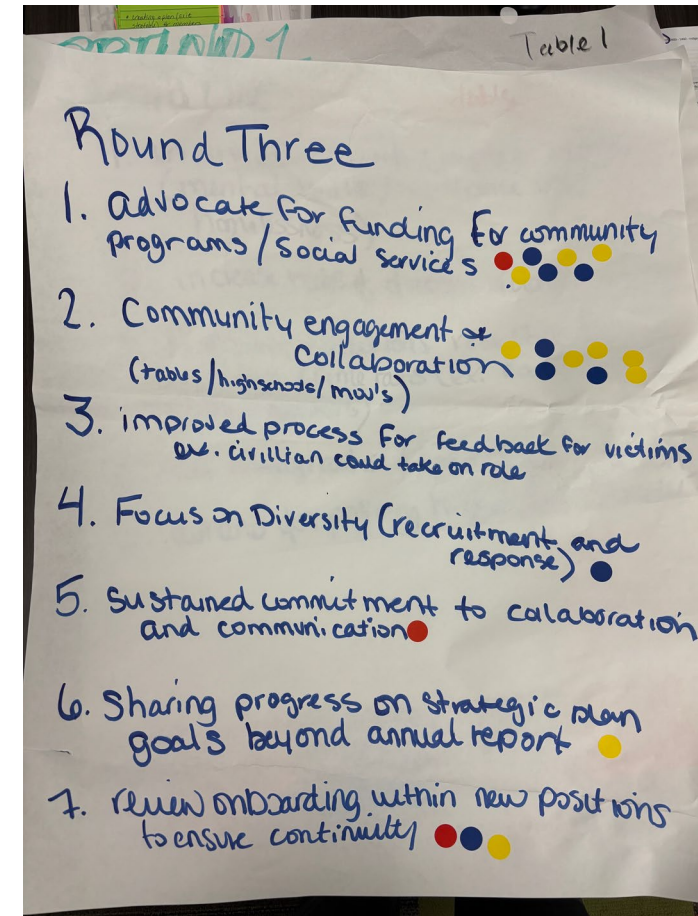 Table 1
Round Three
1. advocate for funding for community
programs / social services
2. Community engagement
Collaboration
(tables / highschools / mou's)
3. improved process for feedback for victims
ex. civillian could take on role
4. Focus on Diversity (recruitment and
response)
5. sustained commitment to calaboration
and communication
6. Sharing progress on strategic plan
goals beyond annual report
7. review onboarding within new positions
to ensure continuity